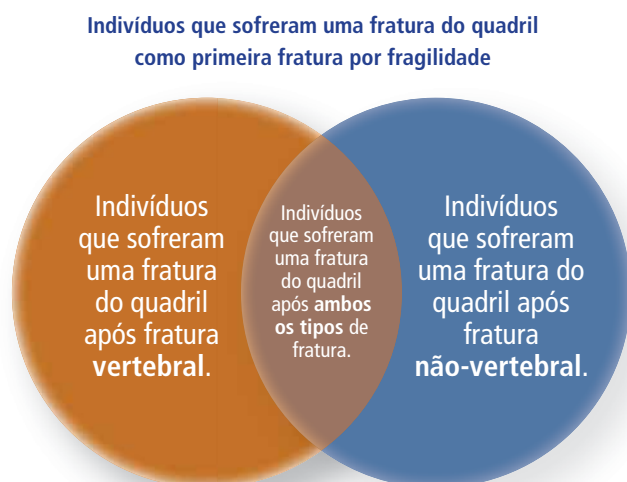 Indivíduos que sofreram uma fratura do quadril
como primeira fratura por fragilidade
Indivíduos
que sofreram
uma fratura
do quadril
após fratura
vertebral.
Indivíduos
que sofreram
uma fratura
do quadril
após ambos
os tipos de
fratura.
Indivíduos
que sofreram
uma fratura do
quadril após
fratura
não-vertebral.